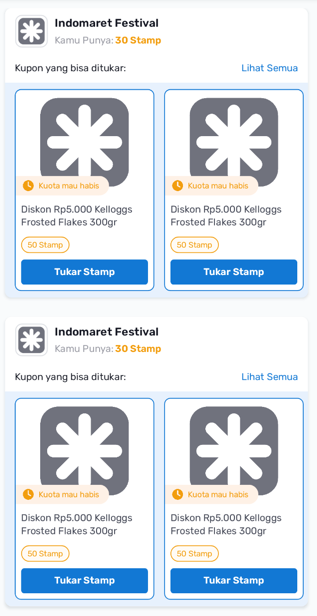 Indomaret Festival
Kamu Punya: 30 Stamp
Kupon yang bisa ditukar:
Lihat Semua
Kuota mau habis
Diskon Rp5.000 Kelloggs
Frosted Flakes 300gr
50 Stamp
Tukar Stamp
Kuota mau habis
Diskon Rp5.000 Kelloggs
Frosted Flakes 300gr
50 Stamp
Tukar Stamp
Indomaret Festival
Kamu Punya: 30 Stamp
Kupon yang bisa ditukar:
Lihat Semua
Kuota mau habis
Diskon Rp5.000 Kelloggs
Frosted Flakes 300gr
50 Stamp
Tukar Stamp
Kuota mau habis
Diskon Rp5.000 Kelloggs
Frosted Flakes 300gr
50 Stamp
Tukar Stamp